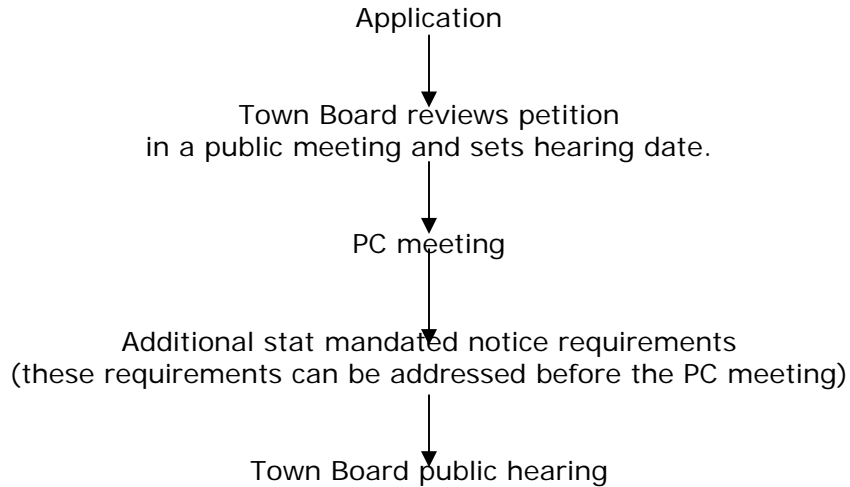 Application
Town Board reviews petition
in a public meeting and sets hearing date.
PC meeting
Additional stat mandated notice requirements
(these requirements can be addressed before the PC meeting)
Town Board public hearing